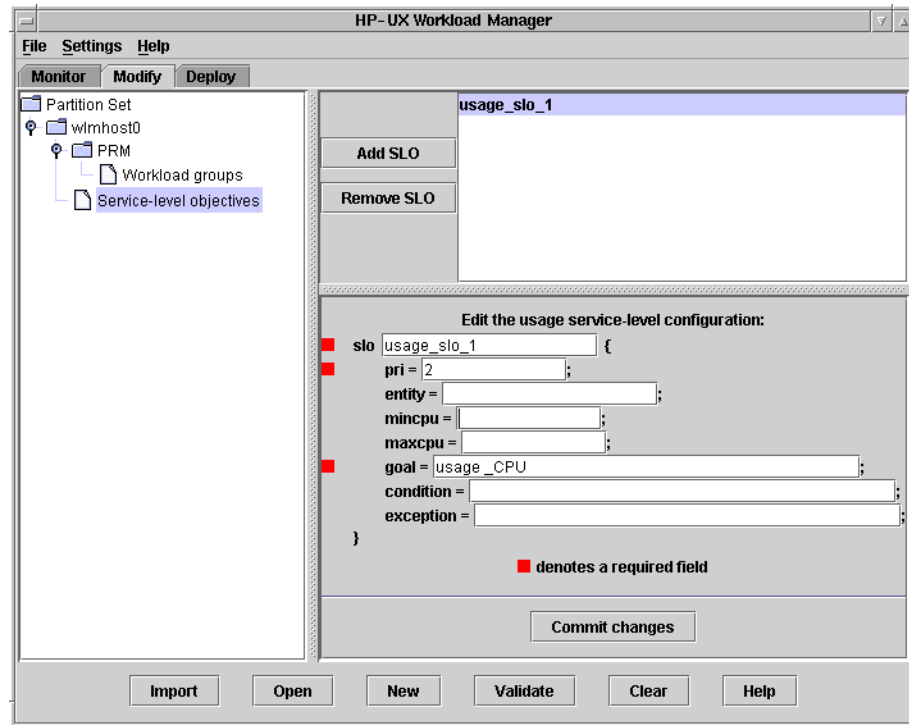 HP-UX Workload Manager
File Settings Help
Monitor Modify Deploy
Partition Set
wlmhost0
PRM
Workload groups
Service-level objectives
Add SLO
Remove SLO
usage_slo_1
Edit the usage service-level configuration:
slo usage_slo_1 {
pri = 2 ;
entity = ;
mincpu = ;
maxcpu = ;
goal = usage _CPU ;
condition = ;
exception = ;
}
denotes a required field
Commit changes
Import Open New Validate Clear Help